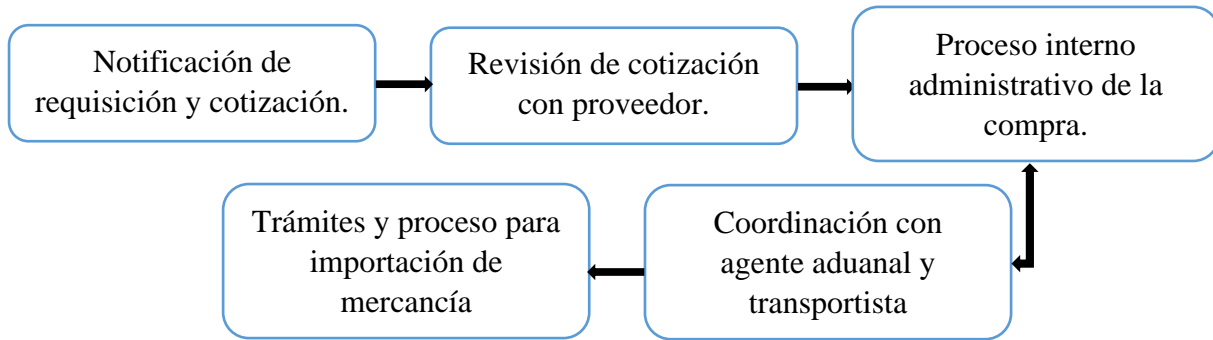 Notificación de
requisición y cotización.
Revisión de cotización
con proveedor.
Proceso interno
administrativo de la
compra.
Coordinación con
agente aduanal y
transportista
Trámites y proceso para
importación de
mercancía